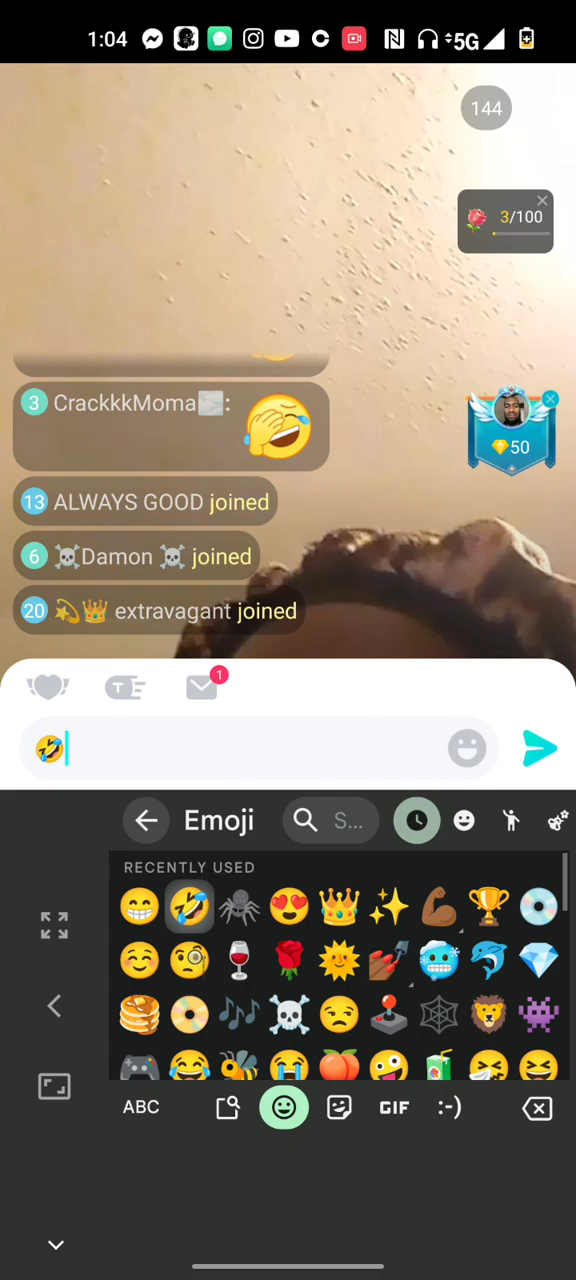 1:04
5G
144
3/100
3 CrackkkMoma:
50
13 ALWAYS GOOD joined
6 ☠️Damon ☠️ joined
20 💫👑 extravagant joined
T
1
🤣
Emoji
S...
RECENTLY USED
ABC
GIF
:-)